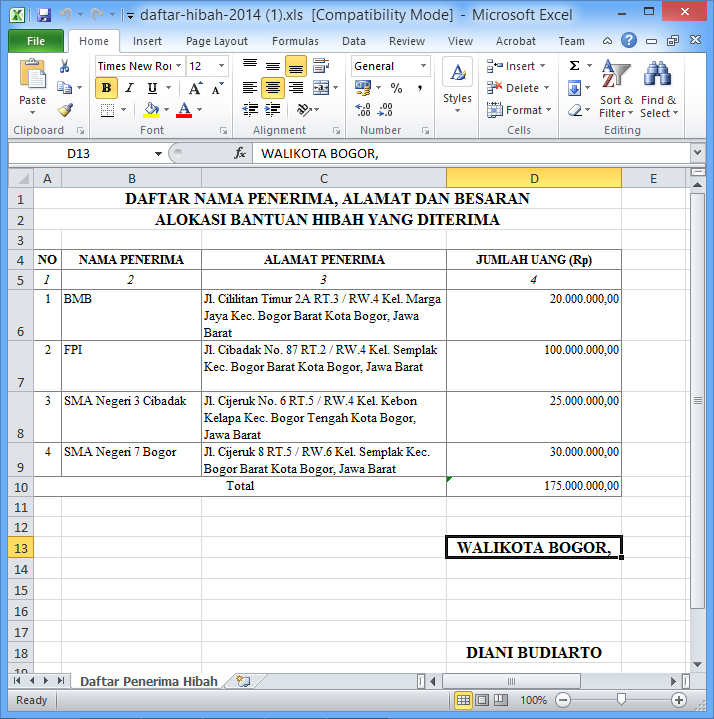 daftar-hibah-2014 (1).xls [Compatibility Mode] - Microsoft Excel
File Home Insert Page Layout Formulas Data Review View Acrobat Team
Times New Roi 12 General Insert Σ
Paste B I U A A % , Styles Delete Sort & Filter Find & Select
Format
Clipboard Font Alignment Number Cells Editing
D13 fx WALIKOTA BOGOR,
A B C D E
1 DAFTAR NAMA PENERIMA, ALAMAT DAN BESARAN
2 ALOKASI BANTUAN HIBAH YANG DITERIMA
3
4 NO NAMA PENERIMA ALAMAT PENERIMA JUMLAH UANG (Rp)
5 1 2 3 4
1 BMB Jl. Cililitan Timur 2A RT.3 / RW.4 Kel. Marga 20.000.000,00
Jaya Kec. Bogor Barat Kota Bogor, Jawa
6 Barat
2 FPI Jl. Cibadak No. 87 RT.2 / RW.4 Kel. Semplak 100.000.000,00
Kec. Bogor Barat Kota Bogor, Jawa Barat
7
3 SMA Negeri 3 Cibadak Jl. Cijeruk No. 6 RT.5 / RW.4 Kel. Kebon 25.000.000,00
Kelapa Kec. Bogor Tengah Kota Bogor,
8 Jawa Barat
4 SMA Negeri 7 Bogor Jl. Cijeruk 8 RT.5 / RW.6 Kel. Semplak Kec. 30.000.000,00
9 Bogor Barat Kota Bogor, Jawa Barat
10 Total 175.000.000,00
11
12
13 WALIKOTA BOGOR,
14
15
16
17
18 DIANI BUDIARTO
Daftar Penerima Hibah
Ready 100%